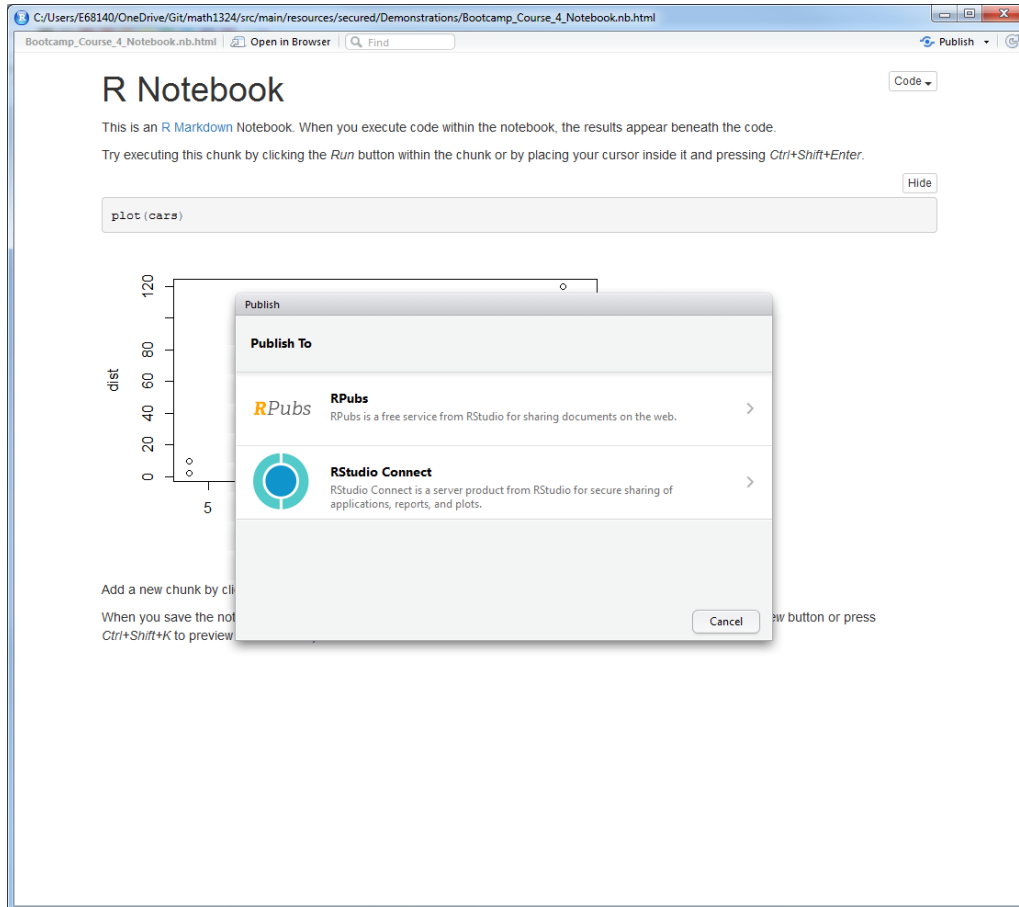 C:/Users/E68140/OneDrive/Git/math1324/src/main/resources/secured/Demonstrations/Bootcamp_Course_4_Notebook.nb.html
Bootcamp_Course_4_Notebook.nb.html Open in Browser Find Publish
R Notebook
Code
This is an R Markdown Notebook. When you execute code within the notebook, the results appear beneath the code.
Try executing this chunk by clicking the Run button within the chunk or by placing your cursor inside it and pressing Ctrl+Shift+Enter.
Hide
plot(cars)
120
80
60
40
20
0
dist
5
Publish
Publish To
RPubs
RPubs
RPubs is a free service from RStudio for sharing documents on the web.
RStudio Connect
RStudio Connect is a server product from RStudio for secure sharing of
applications, reports, and plots.
Cancel
Add a new chunk by cli
When you save the not ew button or press
Ctrl+Shift+K to preview